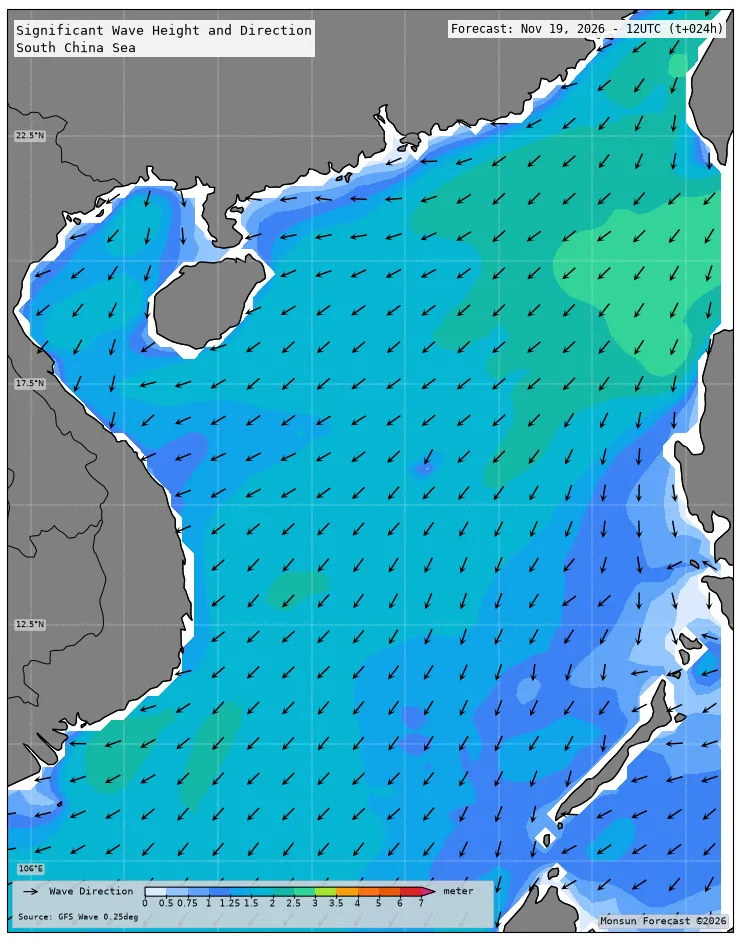 Significant Wave Height and Direction
South China Sea
Forecast: Nov 19, 2026 - 12UTC (t+024h)
22.5°N
17.5°N
12.5°N
106°E
Wave Direction
0 0.5 0.75 1 1.25 1.5 2 2.5 3 3.5 4 5 6 7
meter
Source: GFS Wave 0.25deg
Monsun Forecast ©2026